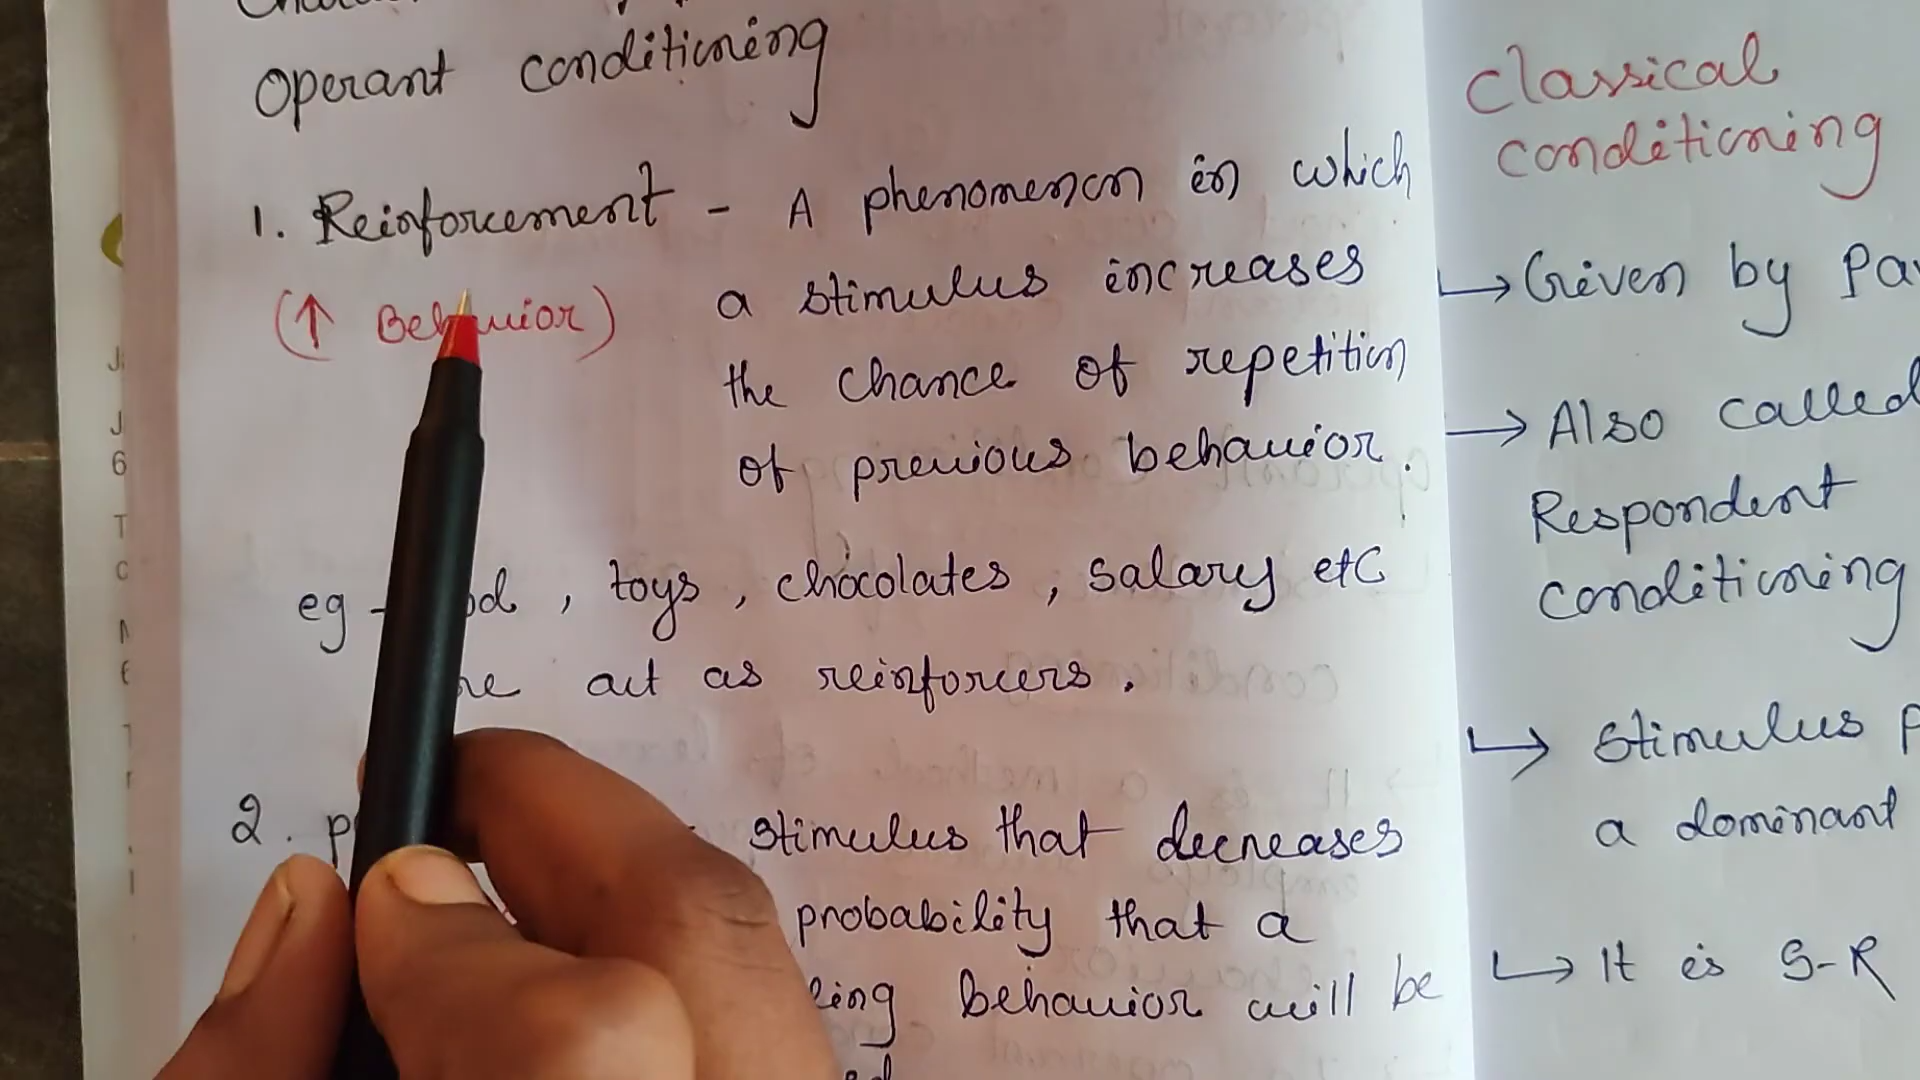 Operant conditioning
1. Reinforcement - A phenomenon in which
(↑ Behavior) a stimulus increases
the chance of repetition
of previous behavior.
eg - toys, chocolates, salary etc
act as reinforcers.
2. stimulus that decreases
probability that a
behavior will be
classical
conditioning
→ Given by
→ Also called
Respondent
conditioning
→ stimulus
a dominant
→ It is S-R